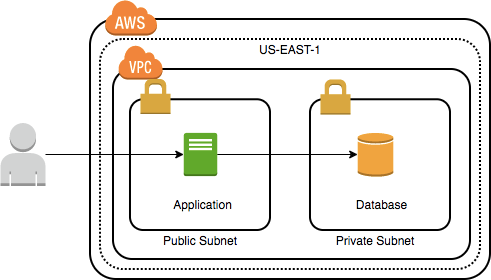 AWS
US-EAST-1
VPC
Application
Database
Public Subnet
Private Subnet